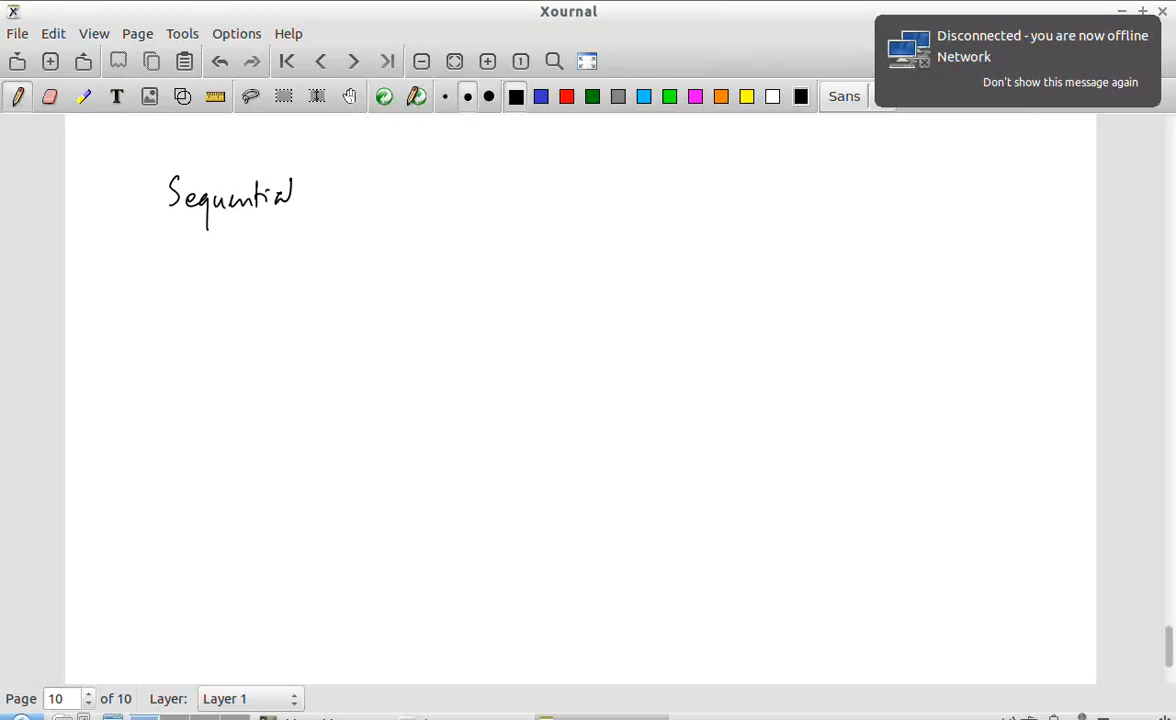 Xournal
File Edit View Page Tools Options Help
Disconnected - you are now offline
Network
Don't show this message again
T
Sans
Sequential
Page 10 of 10 Layer: Layer 1